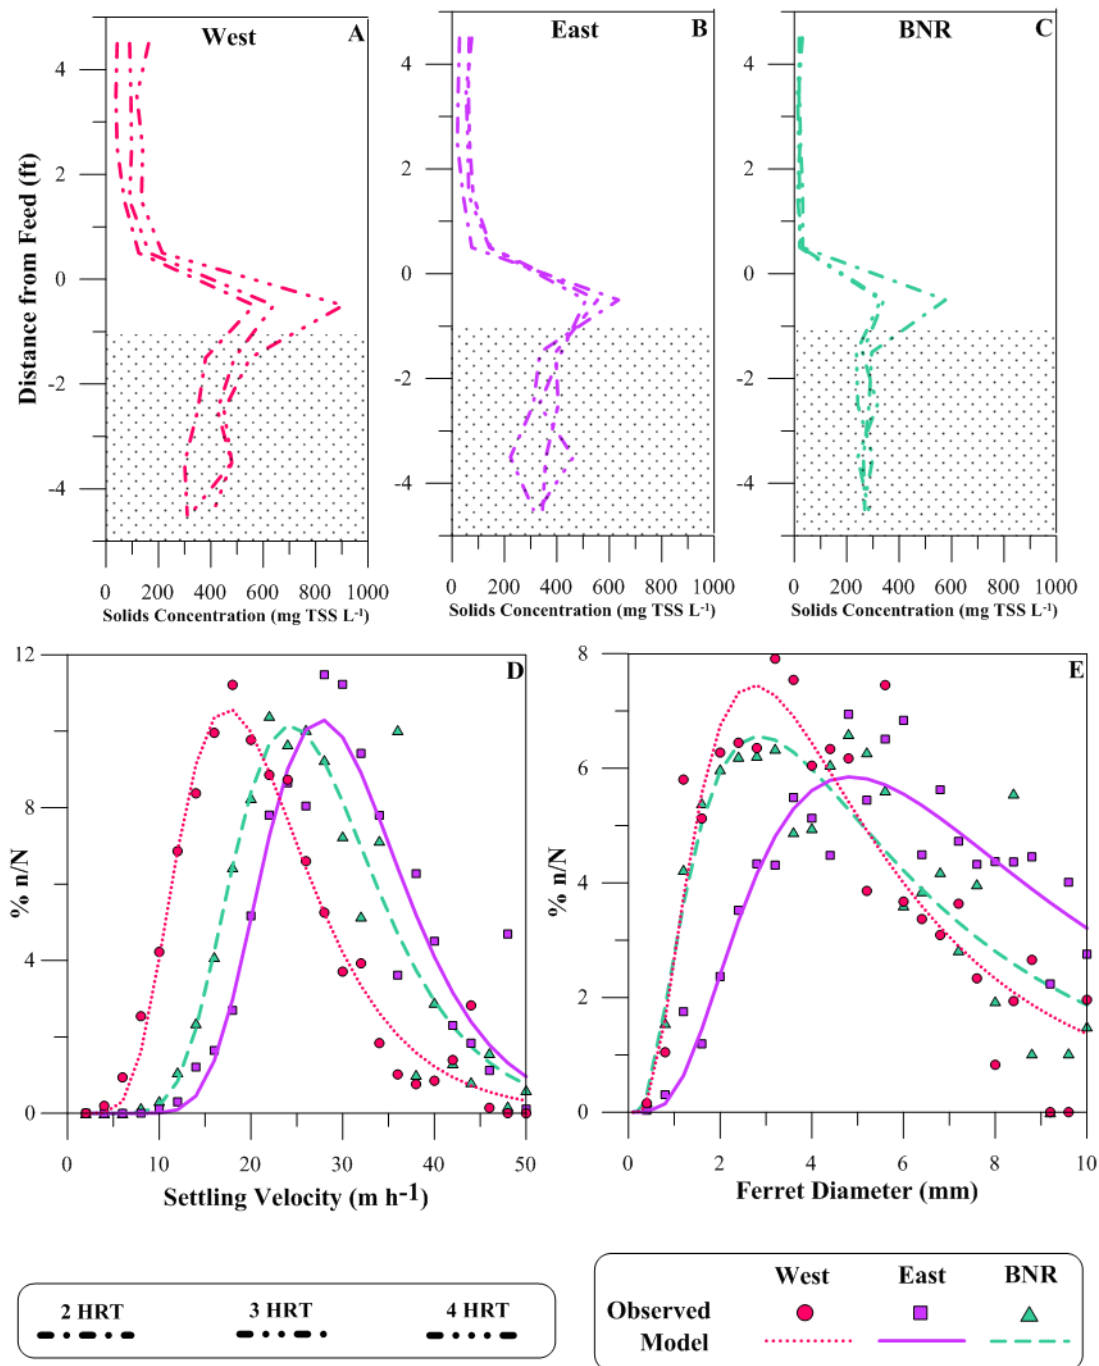 West
A
East
B
BNR
C
4
2
0
-2
-4
Distance from Feed (ft)
0 200 400 600 800 1000
Solids Concentration (mg TSS L-1)
4
2
0
-2
-4
0 200 400 600 800 1000
Solids Concentration (mg TSS L-1)
4
2
0
-2
-4
0 200 400 600 800 1000
Solids Concentration (mg TSS L-1)
D
12
8
4
0
% n/N
0 10 20 30 40 50
Settling Velocity (m h-1)
E
8
6
4
2
0
% n/N
0 2 4 6 8 10
Ferret Diameter (mm)
2 HRT 3 HRT 4 HRT
West East BNR
Observed
Model